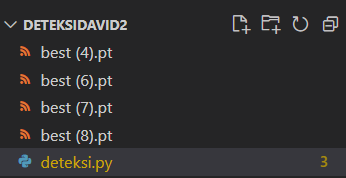 DETEKSIDAVID2
best (4).pt
best (6).pt
best (7).pt
best (8).pt
deteksi.py 3